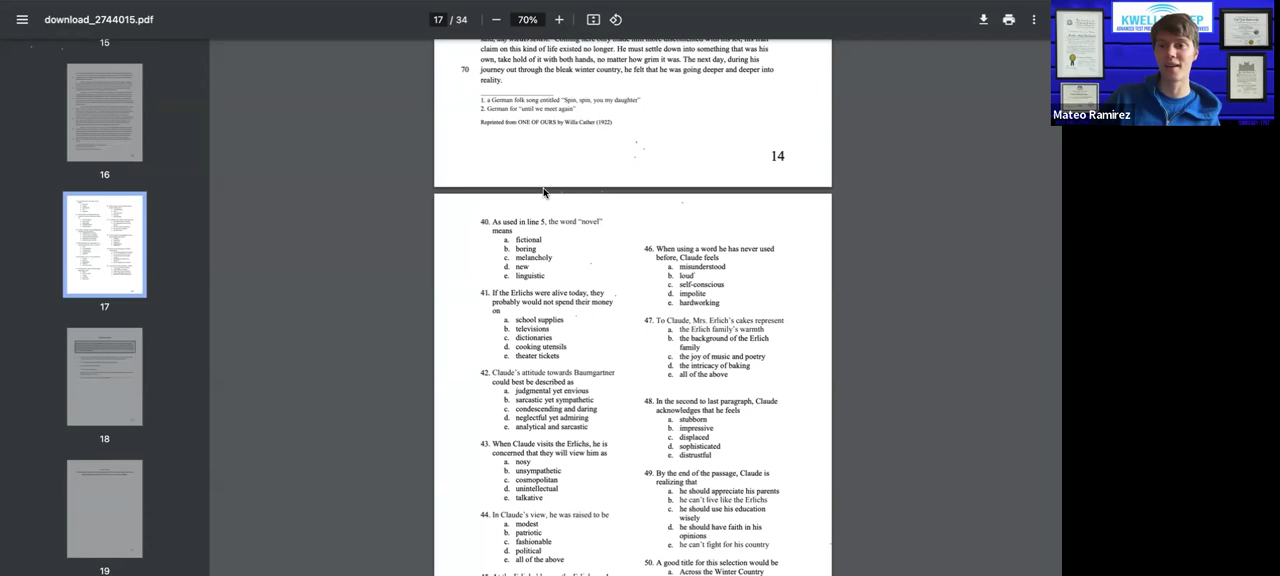 download_2744015.pdf
17 / 34
70%
KWELLER PREP
Mateo Ramirez
15
16
17
18
19
claim on this kind of life existed no longer. He must settle down into something that was his
own, take hold of it with both hands, no matter how grim it was. The next day, during his
70 journey out through the bleak winter country, he felt that he was going deeper and deeper into
reality.
1. a German folk song entitled “Spin, spin, you my daughter”
2. German for “until we meet again”
Reprinted from ONE OF OURS by Willa Cather (1922)
14
40. As used in line 5, the word “novel”
means
a. fictional
b. boring
c. melancholy
d. new
e. linguistic
41. If the Erlichs were alive today, they
probably would not spend their money
on
a. school supplies
b. televisions
c. dictionaries
d. cooking utensils
e. theater tickets
42. Claude’s attitude towards Baumgartner
could best be described as
a. judgmental yet envious
b. sarcastic yet sympathetic
c. condescending and daring
d. neglectful yet admiring
e. analytical and sarcastic
43. When Claude visits the Erlichs, he is
concerned that they will view him as
a. nosy
b. unsympathetic
c. cosmopolitan
d. unintellectual
e. talkative
44. In Claude’s view, he was raised to be
a. modest
b. patriotic
c. fashionable
d. political
e. all of the above
46. When using a word he has never used
before, Claude feels
a. misunderstood
b. loud
c. self-conscious
d. impolite
e. hardworking
47. To Claude, Mrs. Erlich’s cakes represent
a. the Erlich family’s warmth
b. the background of the Erlich
family
c. the joy of music and poetry
d. the intricacy of baking
e. all of the above
48. In the second to last paragraph, Claude
acknowledges that he feels
a. stubborn
b. impressive
c. displaced
d. sophisticated
e. distrustful
49. By the end of the passage, Claude is
realizing that
a. he should appreciate his parents
b. he can’t live like the Erlichs
c. he should use his education
wisely
d. he should have faith in his
opinions
e. he can’t fight for his country
50. A good title for this selection would be
a. Across the Winter Country